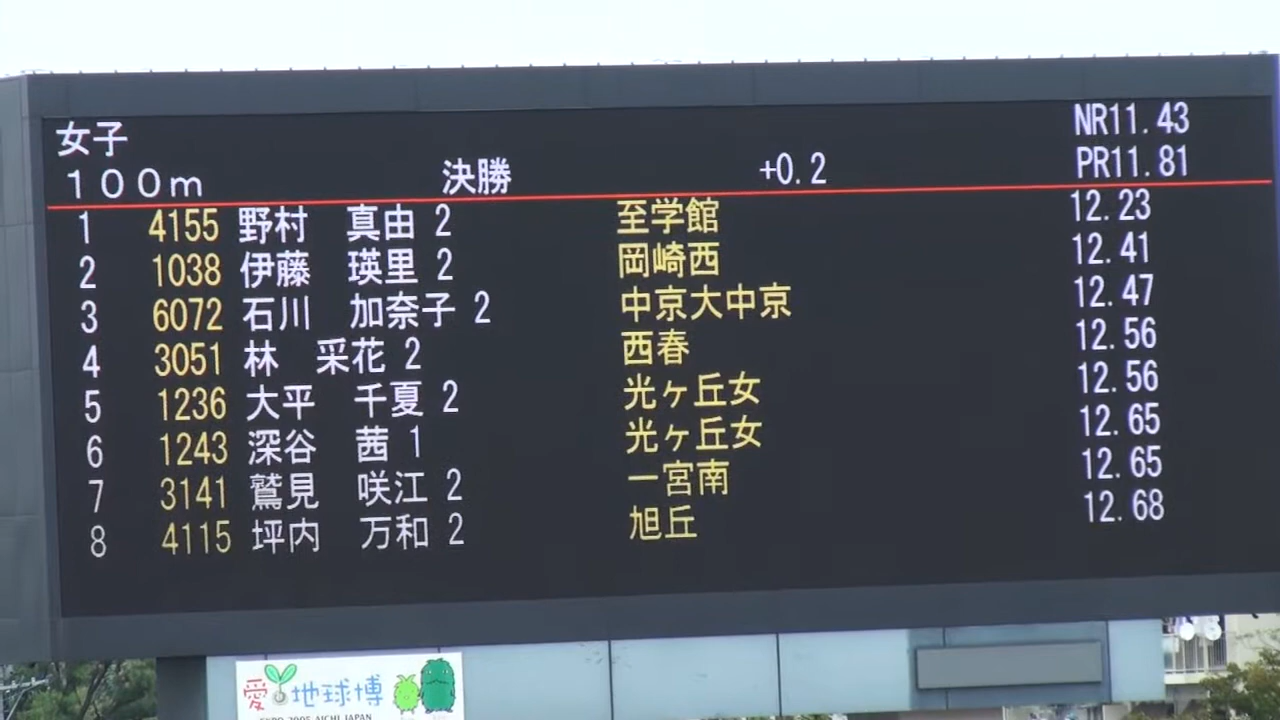 女子 NR11.43
100m 決勝 +0.2 PR11.81
1 4155 野村 真由 2 至学館 12.23
2 1038 伊藤 瑛里 2 岡崎西 12.41
3 6072 石川 加奈子 2 中京大中京 12.47
4 3051 林 采花 2 西春 12.56
5 1236 大平 千夏 2 光ヶ丘女 12.56
6 1243 深谷 茜 1 光ヶ丘女 12.65
7 3141 鷲見 咲江 2 一宮南 12.65
8 4115 坪内 万和 2 旭丘 12.68
愛・地球博
EXPO 2005 AICHI JAPAN